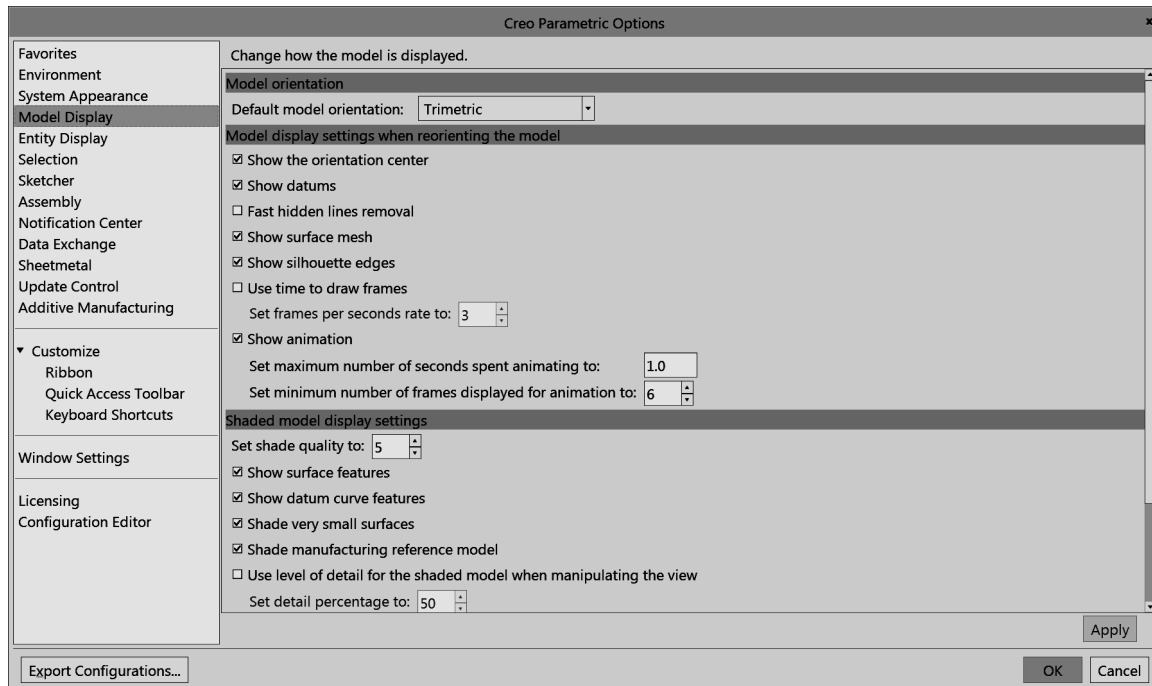 Creo Parametric Options
Favorites
Environment
System Appearance
Model Display
Entity Display
Selection
Sketcher
Assembly
Notification Center
Data Exchange
Sheetmetal
Update Control
Additive Manufacturing
Customize
Ribbon
Quick Access Toolbar
Keyboard Shortcuts
Window Settings
Licensing
Configuration Editor
Change how the model is displayed.
Model orientation
Default model orientation: Trimetric
Model display settings when reorienting the model
Show the orientation center
Show datums
Fast hidden lines removal
Show surface mesh
Show silhouette edges
Use time to draw frames
Set frames per seconds rate to: 3
Show animation
Set maximum number of seconds spent animating to: 1.0
Set minimum number of frames displayed for animation to: 6
Shaded model display settings
Set shade quality to: 5
Show surface features
Show datum curve features
Shade very small surfaces
Shade manufacturing reference model
Use level of detail for the shaded model when manipulating the view
Set detail percentage to: 50
Apply
Export Configurations...
OK
Cancel